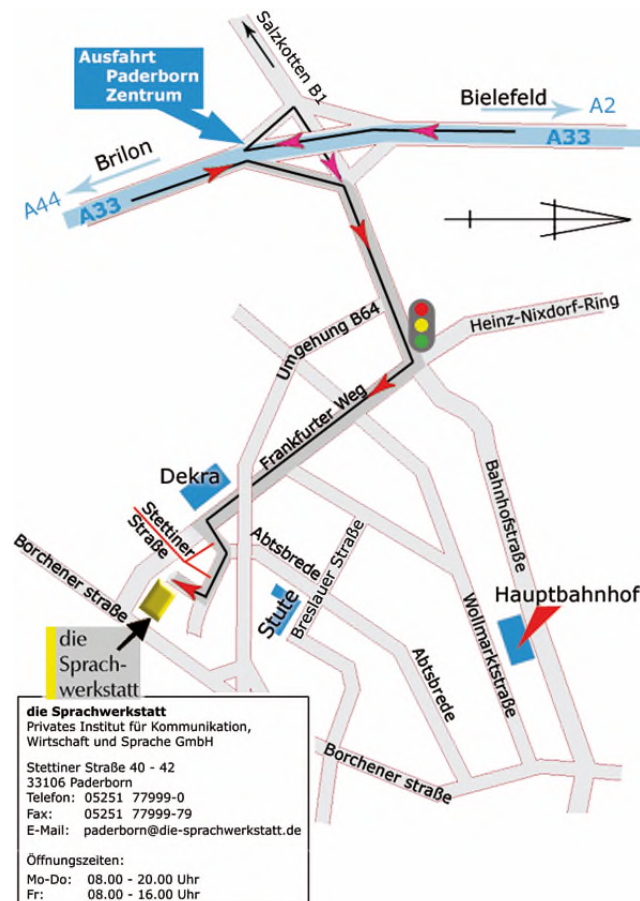 Salzkotten B1
Ausfahrt
Paderborn
Zentrum
Bielefeld
A2
A33
Brilon
A44
A33
Heinz-Nixdorf-Ring
Umgehung B64
Frankfurter Weg
Dekra
Bahnhofstraße
Stettiner
Straße
Abtsbrede
Breslauer Straße
Borchener straße
Stute
Hauptbahnhof
Wollmarktstraße
Abtsbrede
die
Sprach-
werkstatt
Borchener straße
die Sprachwerkstatt
Privates Institut für Kommunikation,
Wirtschaft und Sprache GmbH
Stettiner Straße 40 - 42
33106 Paderborn
Telefon: 05251 77999-0
Fax: 05251 77999-79
E-Mail: paderborn@die-sprachwerkstatt.de
Öffnungszeiten:
Mo-Do: 08.00 - 20.00 Uhr
Fr: 08.00 - 16.00 Uhr